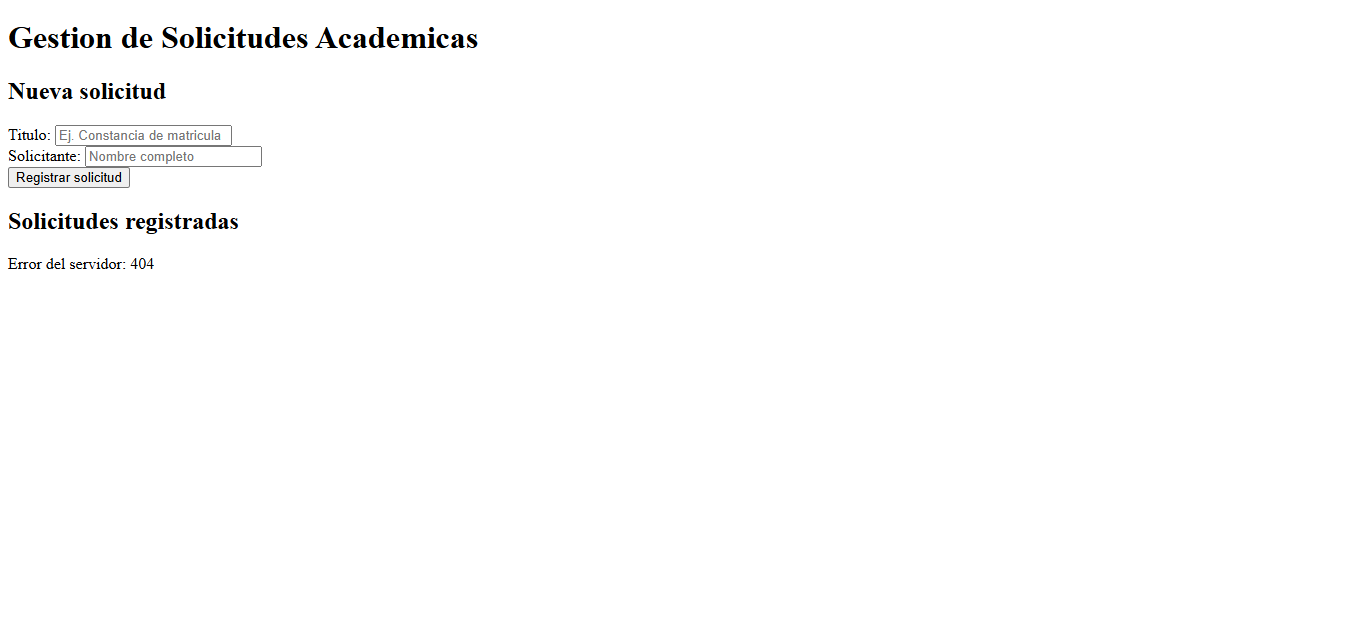 Gestion de Solicitudes Academicas
Nueva solicitud
Titulo: Ej. Constancia de matricula
Solicitante: Nombre completo
Registrar solicitud
Solicitudes registradas
Error del servidor: 404